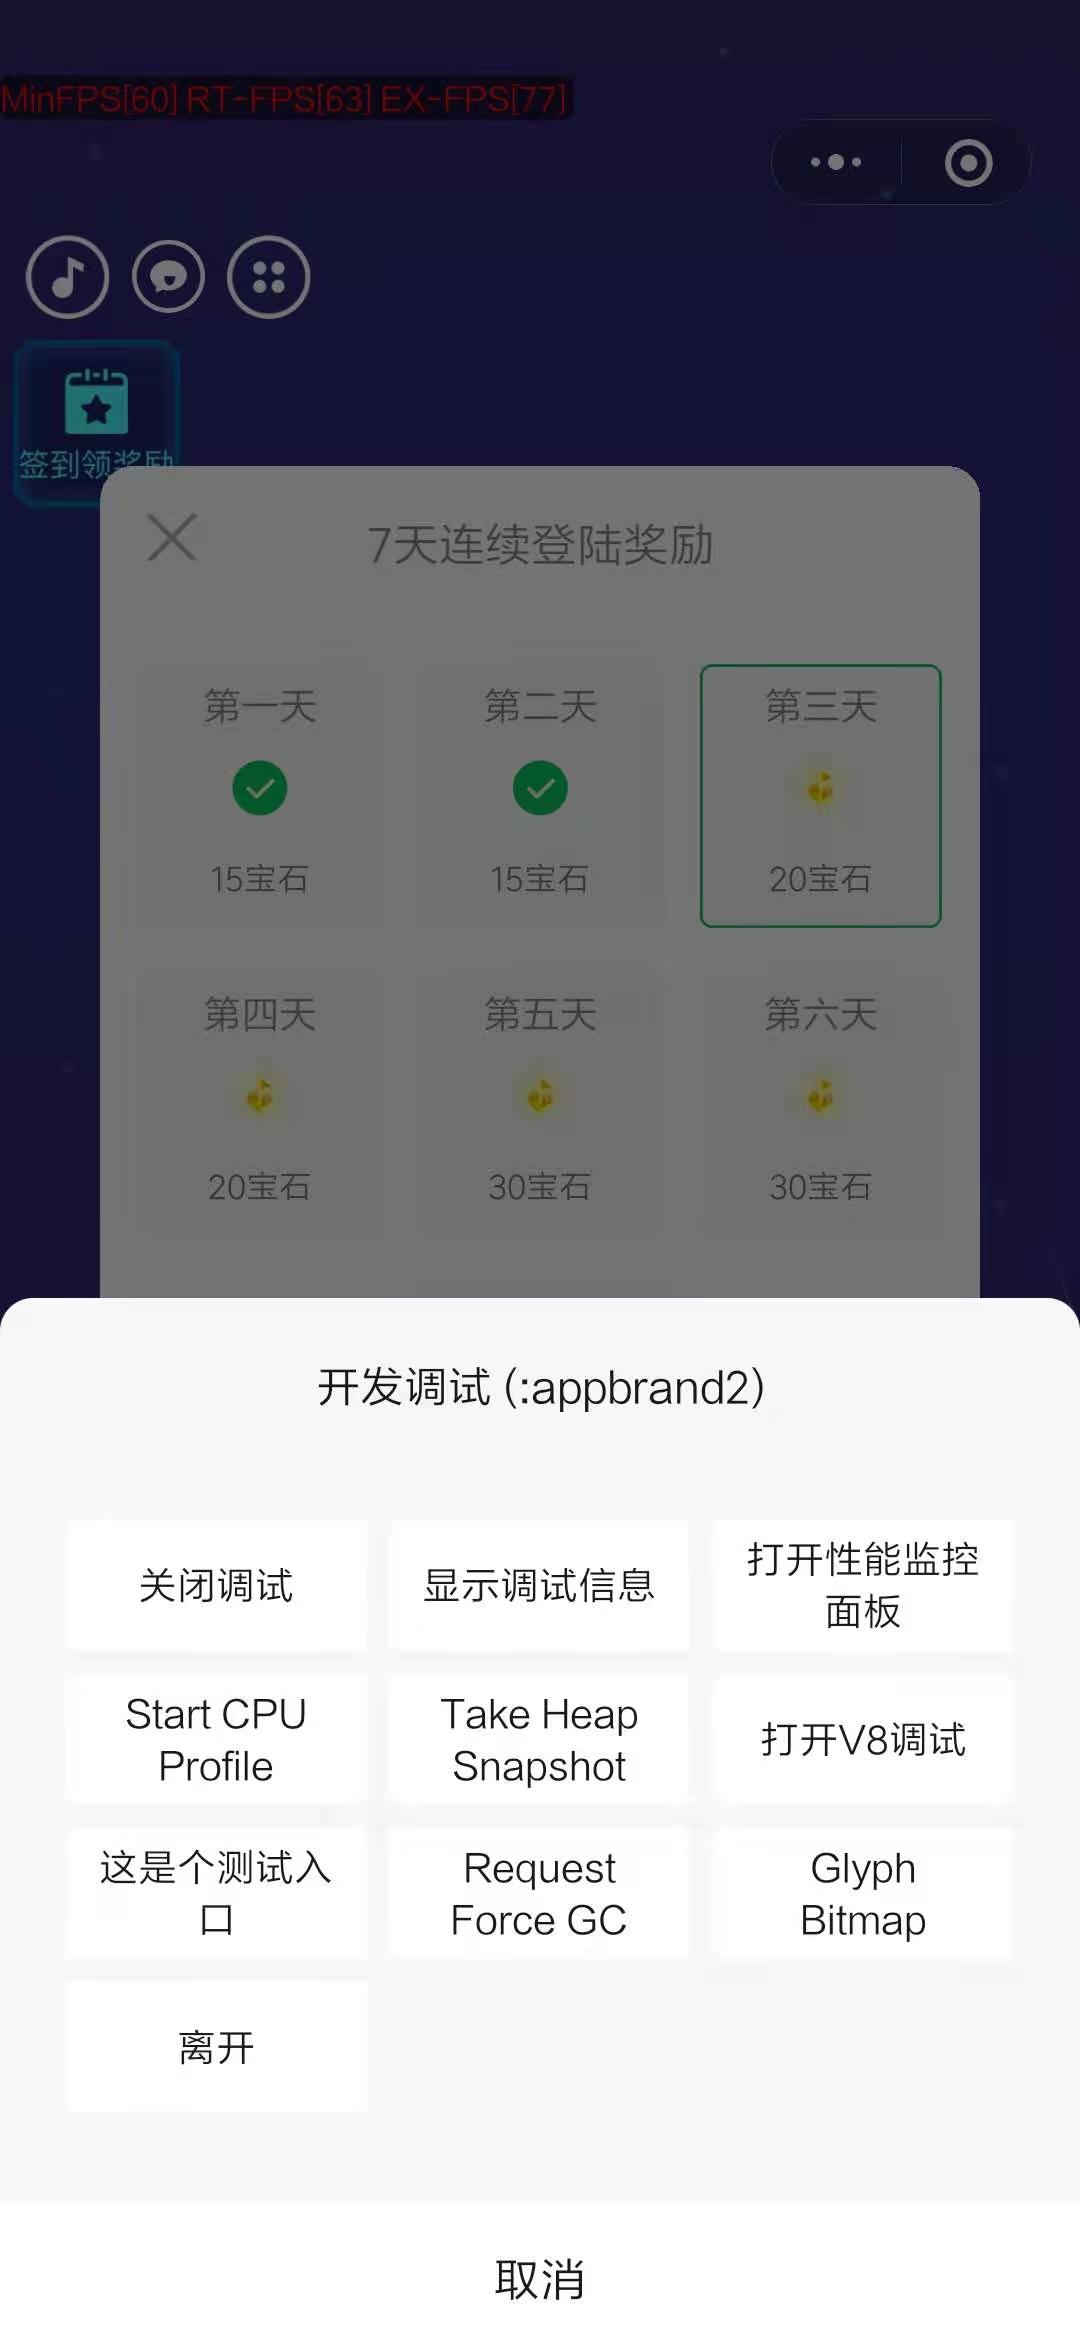 MinFPS[60] RT-FPS[63] EX-FPS[77]
签到领奖励
7天连续登陆奖励
第一天
第二天
第三天
15宝石
15宝石
20宝石
第四天
第五天
第六天
20宝石
30宝石
30宝石
开发调试 (:appbrand2)
关闭调试
显示调试信息
打开性能监控
面板
Start CPU
Profile
Take Heap
Snapshot
打开V8调试
这是个测试入
口
Request
Force GC
Glyph
Bitmap
离开
取消